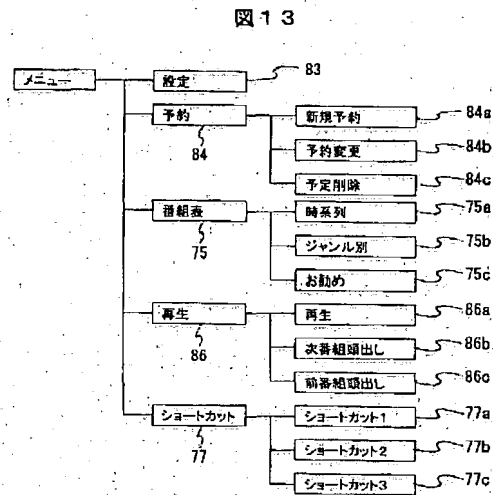 図13
メニュー
設定
83
予約
84
新規予約
84a
予約変更
84b
予定削除
84c
番組表
75
時系列
75a
ジャンル別
75b
お勧め
75c
再生
86
再生
86a
次番組頭出し
86b
前番組頭出し
86c
ショートカット
77
ショートカット1
77a
ショートカット2
77b
ショートカット3
77c